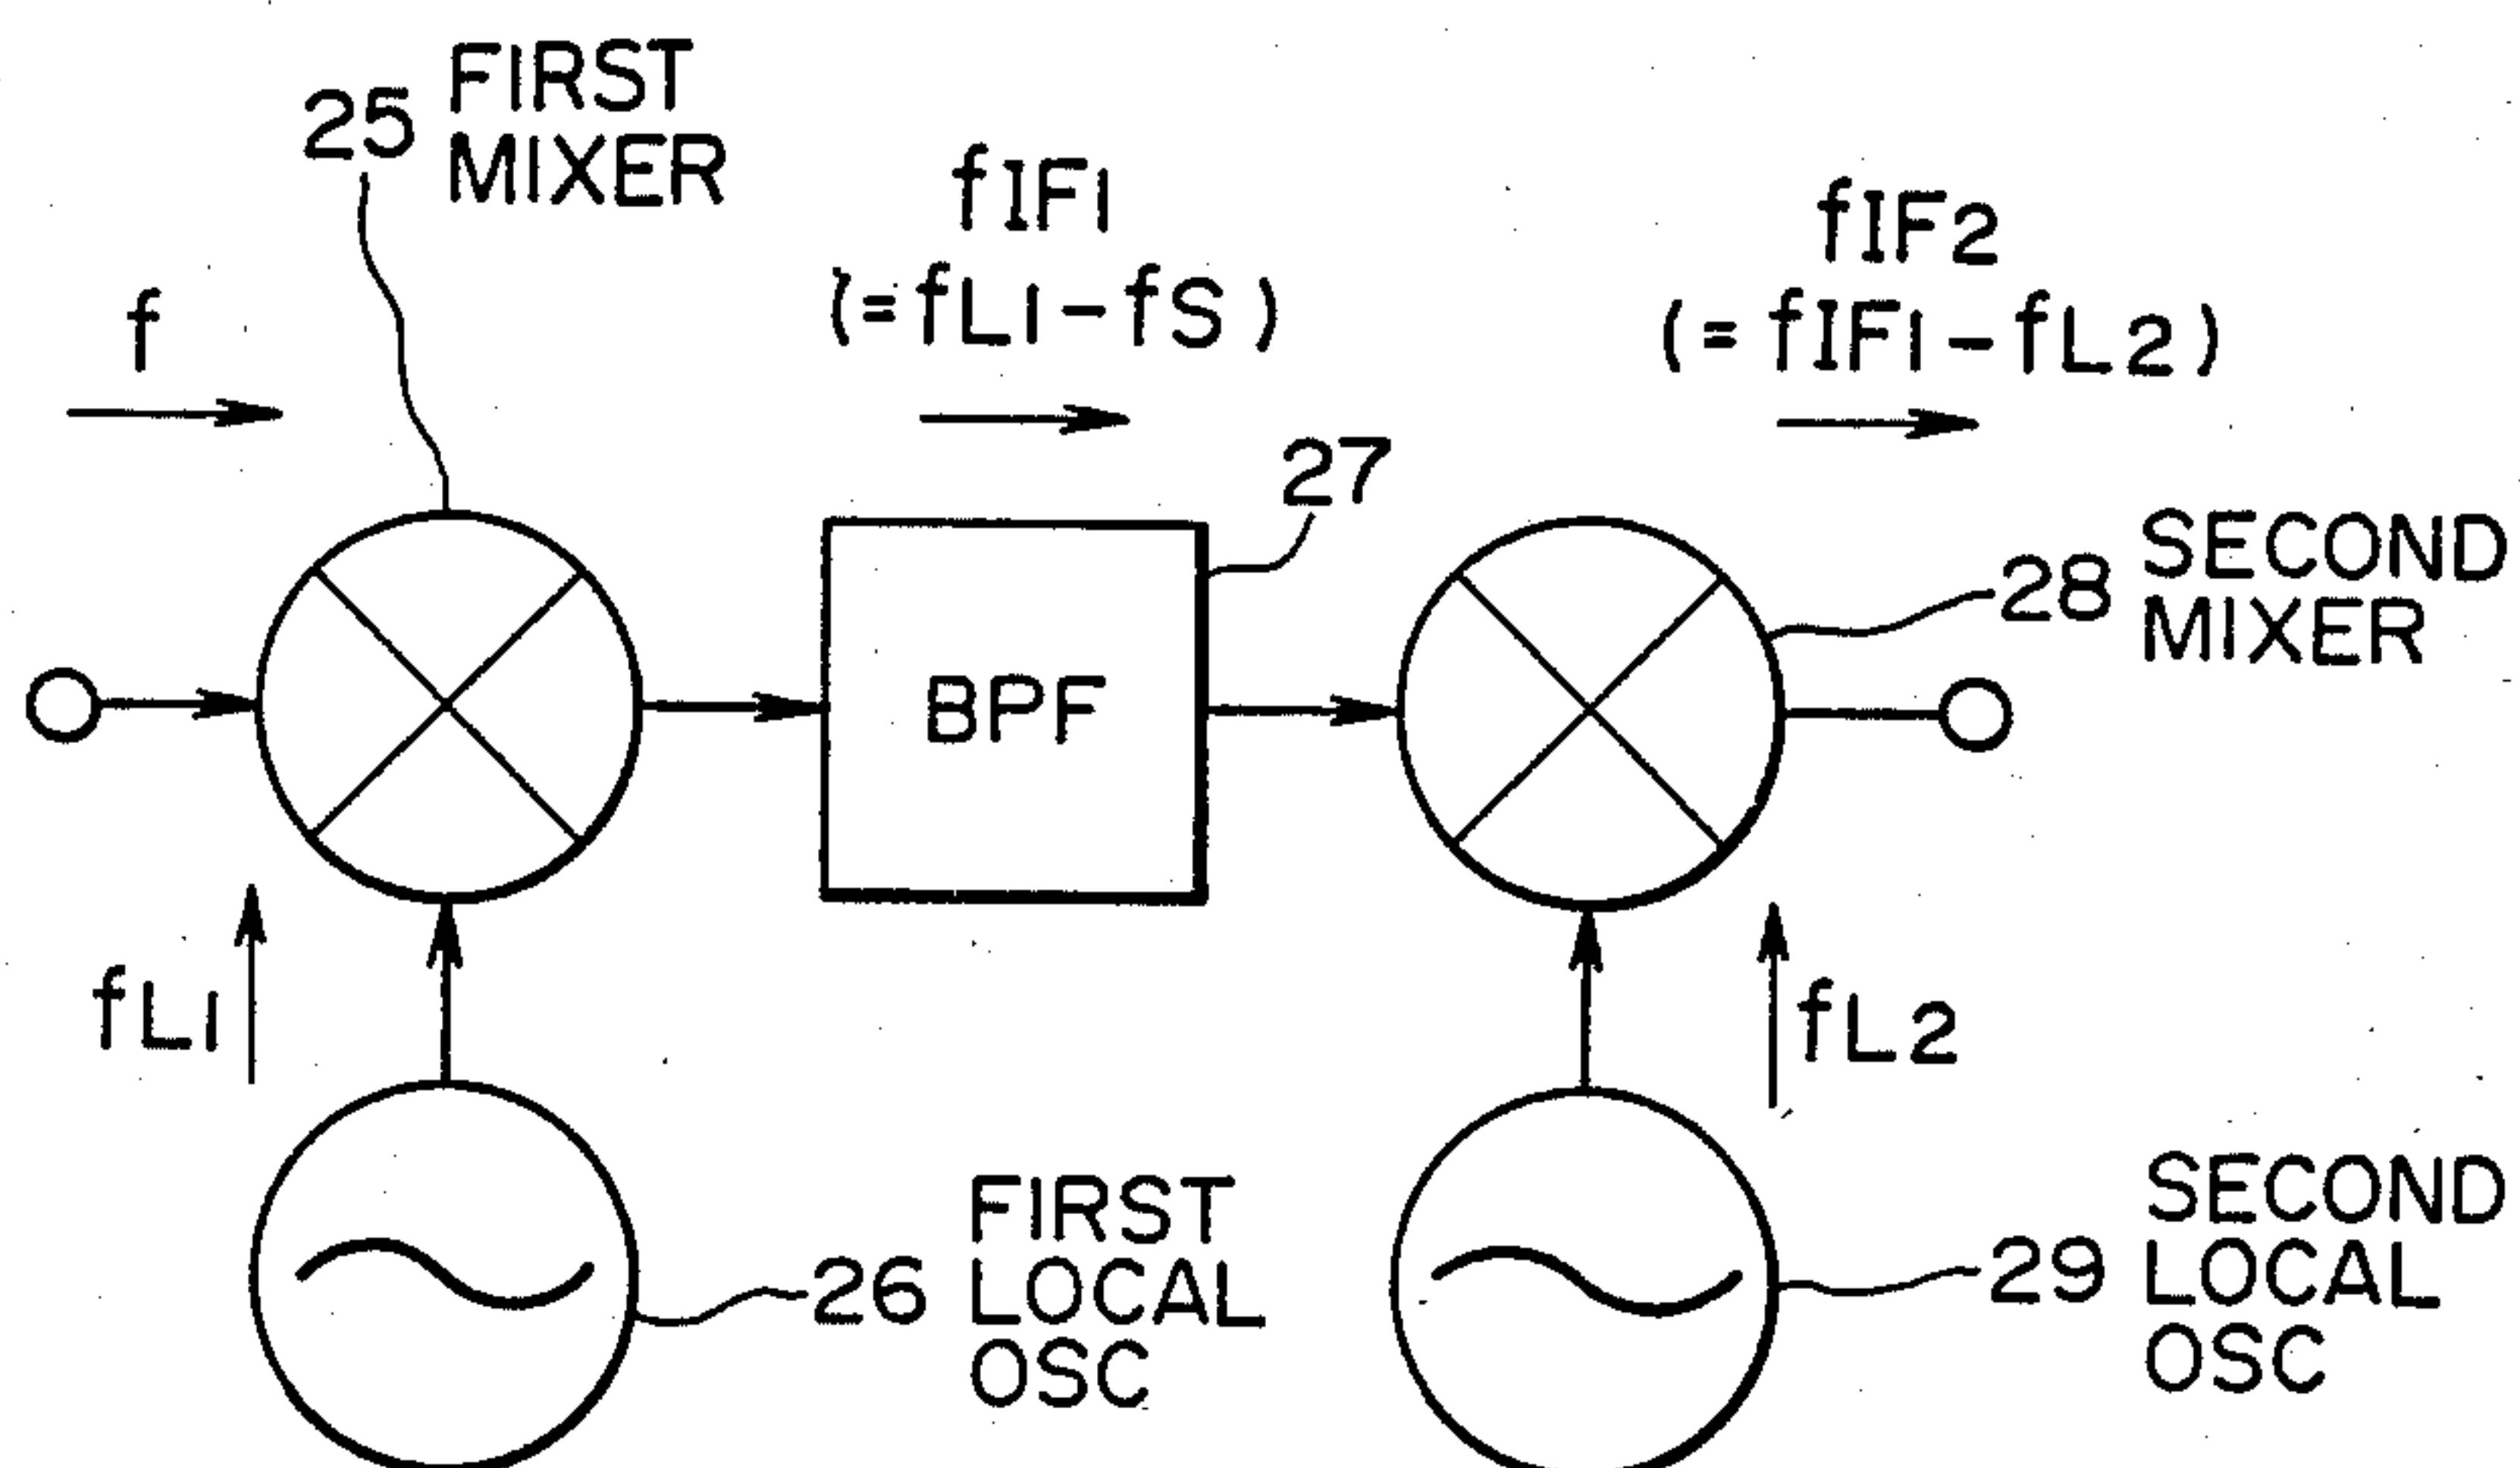 25 FIRST
MIXER
f
fIF1
(=fL1-fS)
fIF2
(=fIF1-fL2)
27
BPF
28 SECOND
MIXER
fL1
fL2
26 FIRST
LOCAL
OSC
29 SECOND
LOCAL
OSC